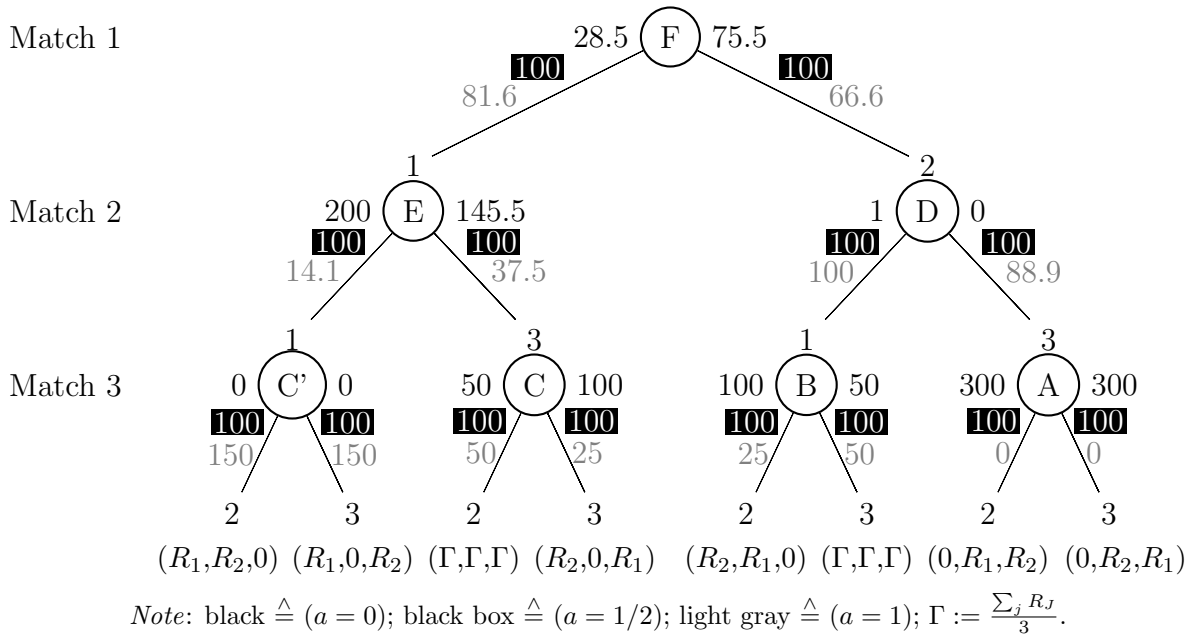 Match 1 28.5 F 75.5
100 100
81.6 66.6
1 2
Match 2 200 E 145.5 1 D 0
100 100 100 100
14.1 37.5 100 88.9
1 3 1 3
Match 3 0 C’ 0 50 C 100 100 B 50 300 A 300
100 100 100 100 100 100 100 100
150 150 50 25 25 50 0 0
2 3 2 3 2 3 2 3
(R₁,R₂,0) (R₁,0,R₂) (Γ,Γ,Γ) (R₂,0,R₁) (R₂,R₁,0) (Γ,Γ,Γ) (0,R₁,R₂) (0,R₂,R₁)
Note: black ≙ (a = 0); black box ≙ (a = 1/2); light gray ≙ (a = 1); Γ := ∑ⱼ R_J / 3.